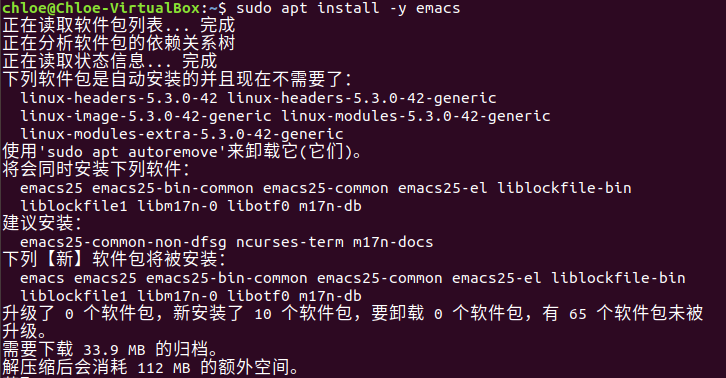 chloe@Chloe-VirtualBox:~$ sudo apt install -y emacs
正在读取软件包列表... 完成
正在分析软件包的依赖关系树
正在读取状态信息... 完成
下列软件包是自动安装的并且现在不需要了：
linux-headers-5.3.0-42 linux-headers-5.3.0-42-generic
linux-image-5.3.0-42-generic linux-modules-5.3.0-42-generic
linux-modules-extra-5.3.0-42-generic
使用'sudo apt autoremove'来卸载它(它们)。
将会同时安装下列软件：
emacs25 emacs25-bin-common emacs25-common emacs25-el liblockfile-bin
liblockfile1 libm17n-0 libotf0 m17n-db
建议安装：
emacs25-common-non-dfsg ncurses-term m17n-docs
下列【新】软件包将被安装：
emacs emacs25 emacs25-bin-common emacs25-common emacs25-el liblockfile-bin
liblockfile1 libm17n-0 libotf0 m17n-db
升级了 0 个软件包，新安装了 10 个软件包，要卸载 0 个软件包，有 65 个软件包未被
升级。
需要下载 33.9 MB 的归档。
解压缩后会消耗 112 MB 的额外空间。